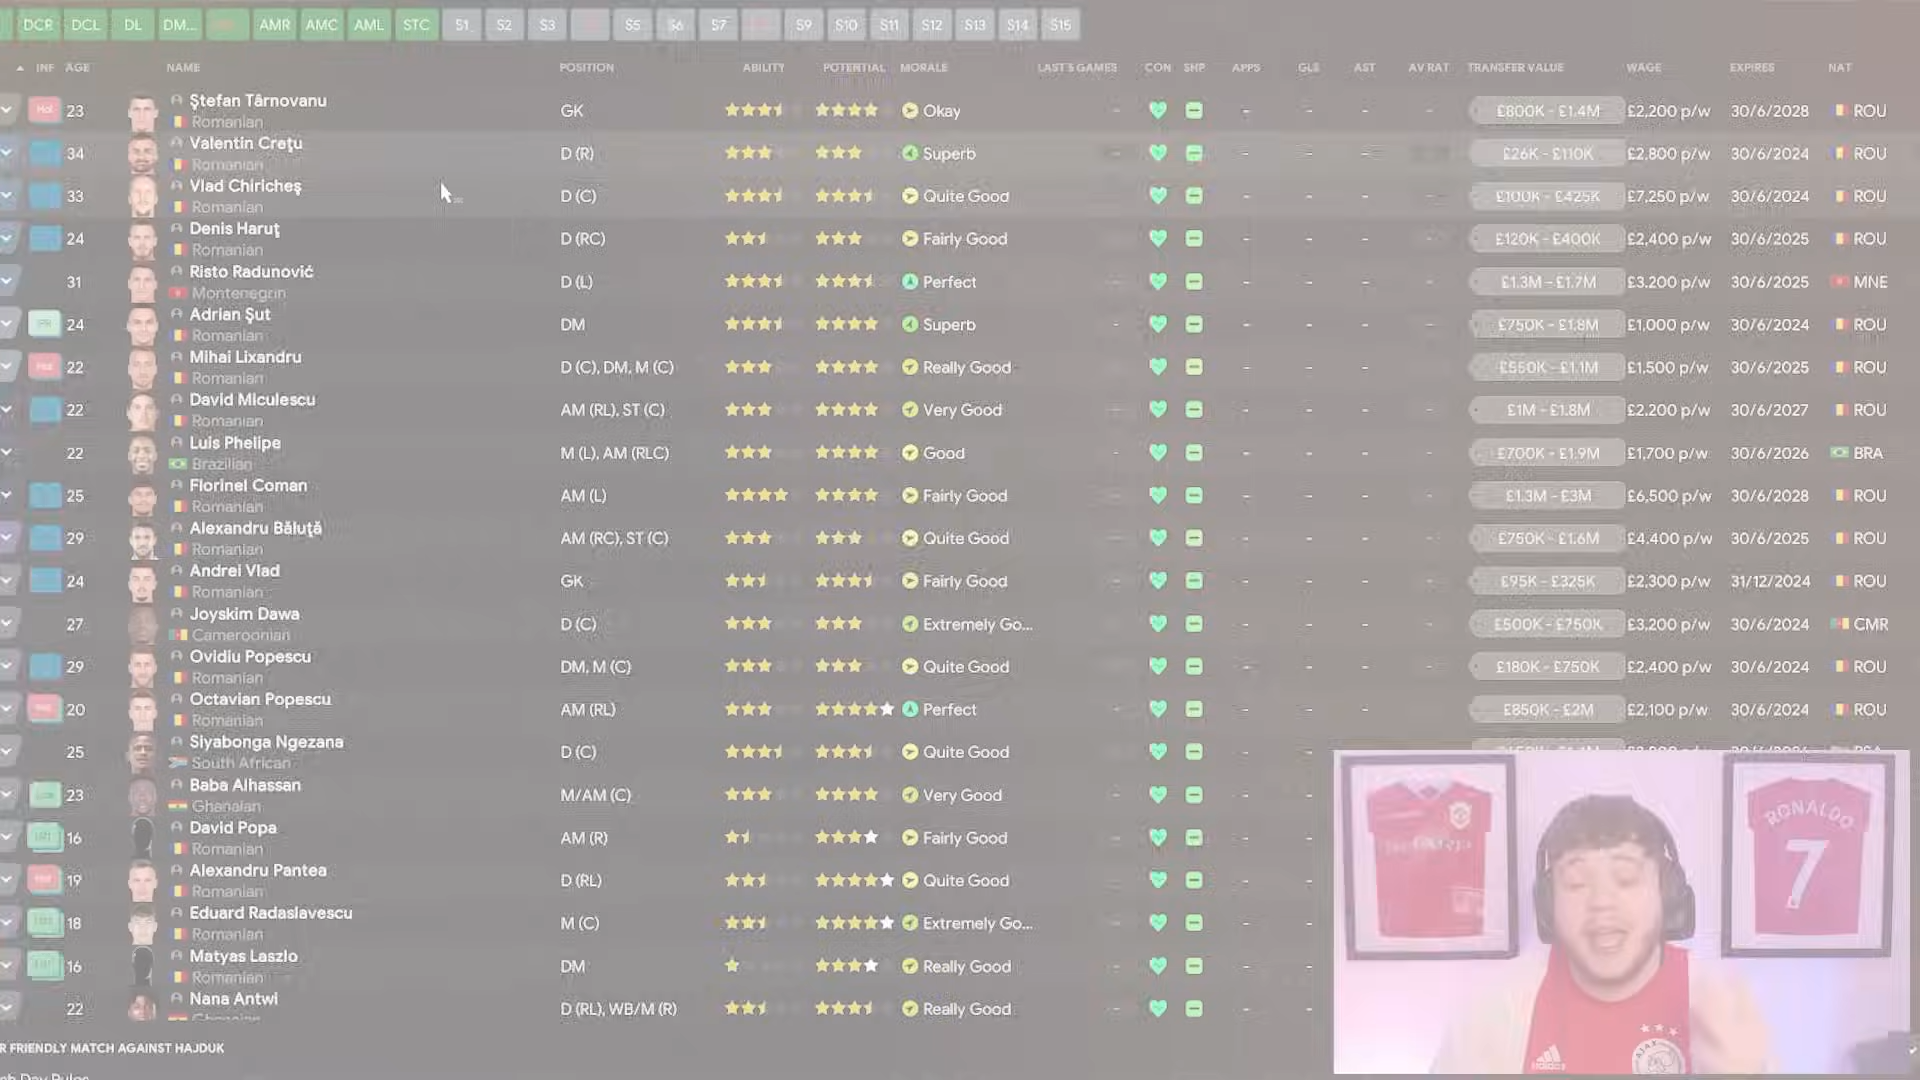 DCR DCL DL DM... AMR AMC AML STC S1 S2 S3 S5 S6 S7 S9 S10 S11 S12 S13 S14 S15
INF AGE NAME POSITION ABILITY POTENTIAL MORALE LAST 5 GAMES CON SHP APPS GLS AST AV RAT TRANSFER VALUE WAGE EXPIRES NAT
23 Ştefan Târnovanu GK Okay - - - - - £800K - £1.4M £2,200 p/w 30/6/2028 ROU
Romanian
34 Valentin Creţu D (R) Superb - - - - - £26K - £110K £2,800 p/w 30/6/2024 ROU
Romanian
33 Vlad Chiricheş D (C) Quite Good - - - - - £100K - £425K £7,250 p/w 30/6/2024 ROU
Romanian
24 Denis Haruţ D (RC) Fairly Good - - - - - £120K - £400K £2,400 p/w 30/6/2025 ROU
Romanian
31 Risto Radunović D (L) Perfect - - - - - £1.3M - £1.7M £3,200 p/w 30/6/2025 MNE
Montenegrin
24 Adrian Şut DM Superb - - - - - £750K - £1.8M £1,000 p/w 30/6/2024 ROU
Romanian
22 Mihai Lixandru D (C), DM, M (C) Really Good - - - - - £550K - £1.1M £1,500 p/w 30/6/2025 ROU
Romanian
22 David Miculescu AM (RL), ST (C) Very Good - - - - - £1M - £1.8M £2,200 p/w 30/6/2027 ROU
Romanian
22 Luis Phelipe M (L), AM (RLC) Good - - - - - £700K - £1.9M £1,700 p/w 30/6/2026 BRA
Brazilian
25 Florinel Coman AM (L) Fairly Good - - - - - £1.3M - £3M £6,500 p/w 30/6/2028 ROU
Romanian
29 Alexandru Băluţă AM (RC), ST (C) Quite Good - - - - - £750K - £1.6M £4,400 p/w 30/6/2025 ROU
Romanian
24 Andrei Vlad GK Fairly Good - - - - - £95K - £325K £2,300 p/w 31/12/2024 ROU
Romanian
27 Joyskim Dawa D (C) Extremely Go... - - - - - £500K - £750K £3,200 p/w 30/6/2024 CMR
Cameroonian
29 Ovidiu Popescu DM, M (C) Quite Good - - - - - £180K - £750K £2,400 p/w 30/6/2024 ROU
Romanian
20 Octavian Popescu AM (RL) Perfect - - - - - £850K - £2M £2,100 p/w 30/6/2024 ROU
Romanian
25 Siyabonga Ngezana D (C) Quite Good - - - - -
South African
23 Baba Alhassan M/AM (C) Very Good - - -
Ghanaian
16 David Popa AM (R) Fairly Good - - -
Romanian
19 Alexandru Pantea D (RL) Quite Good - - -
Romanian
18 Eduard Radaslavescu M (C) Extremely Go... - - -
Romanian
16 Matyas Laszlo DM Really Good - - -
Romanian
22 Nana Antwi D (RL), WB/M (R) Really Good - - -
Ghanaian
R FRIENDLY MATCH AGAINST HAJDUK
RONALDO
7
adidas
AJAX